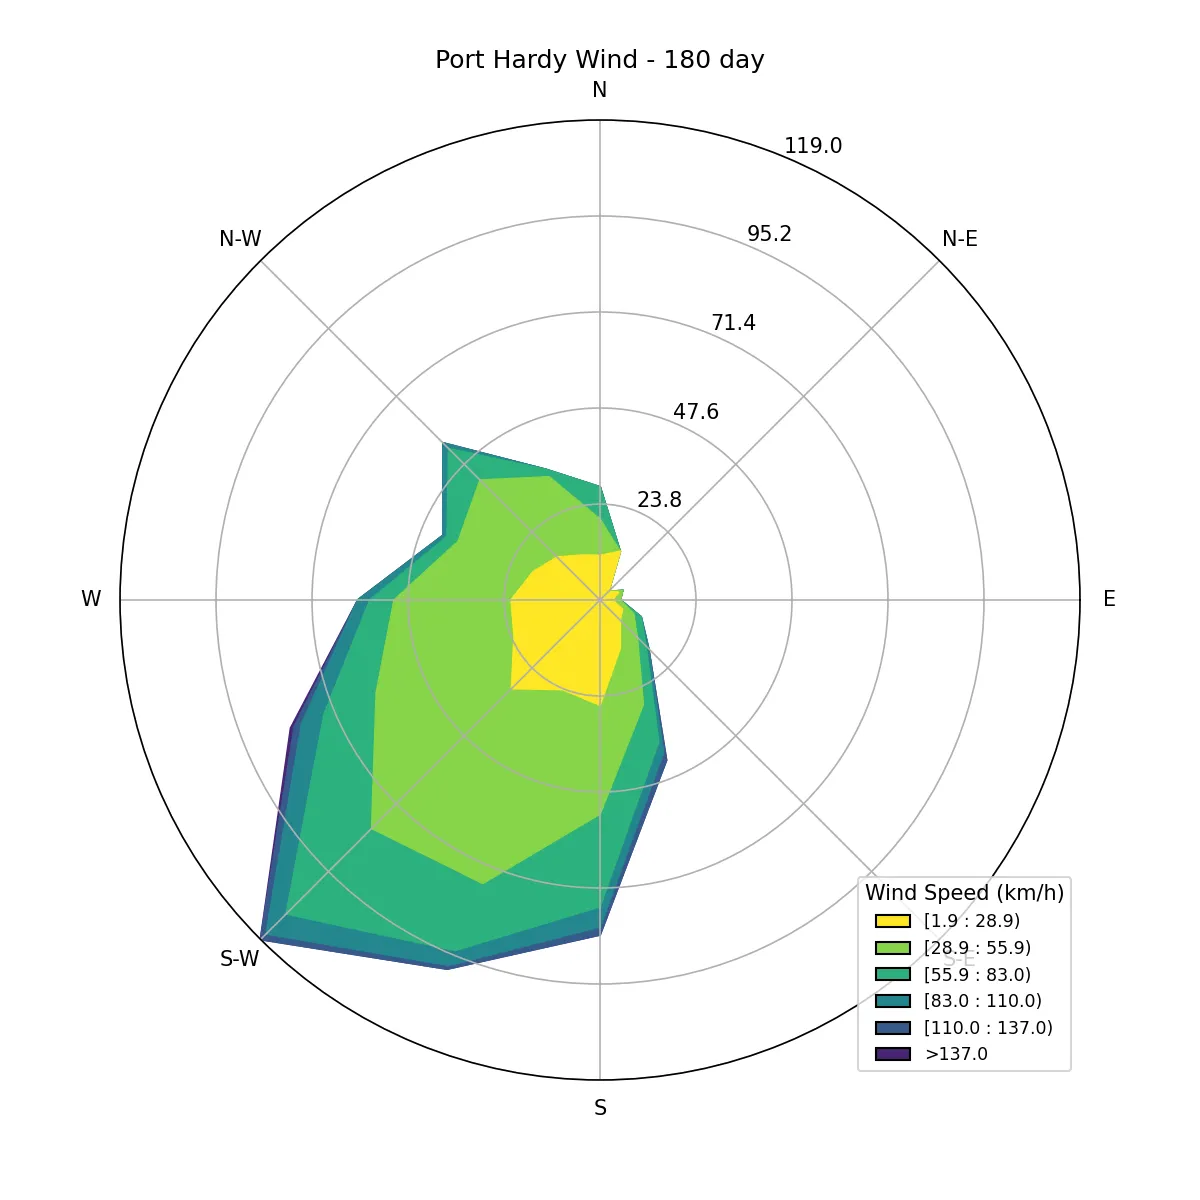 Port Hardy Wind - 180 day
N
119.0
95.2
N-W
N-E
71.4
47.6
23.8
W
E
Wind Speed (km/h)
[1.9 : 28.9)
[28.9 : 55.9)
S-W
S-E
[55.9 : 83.0)
[83.0 : 110.0)
[110.0 : 137.0)
>137.0
S